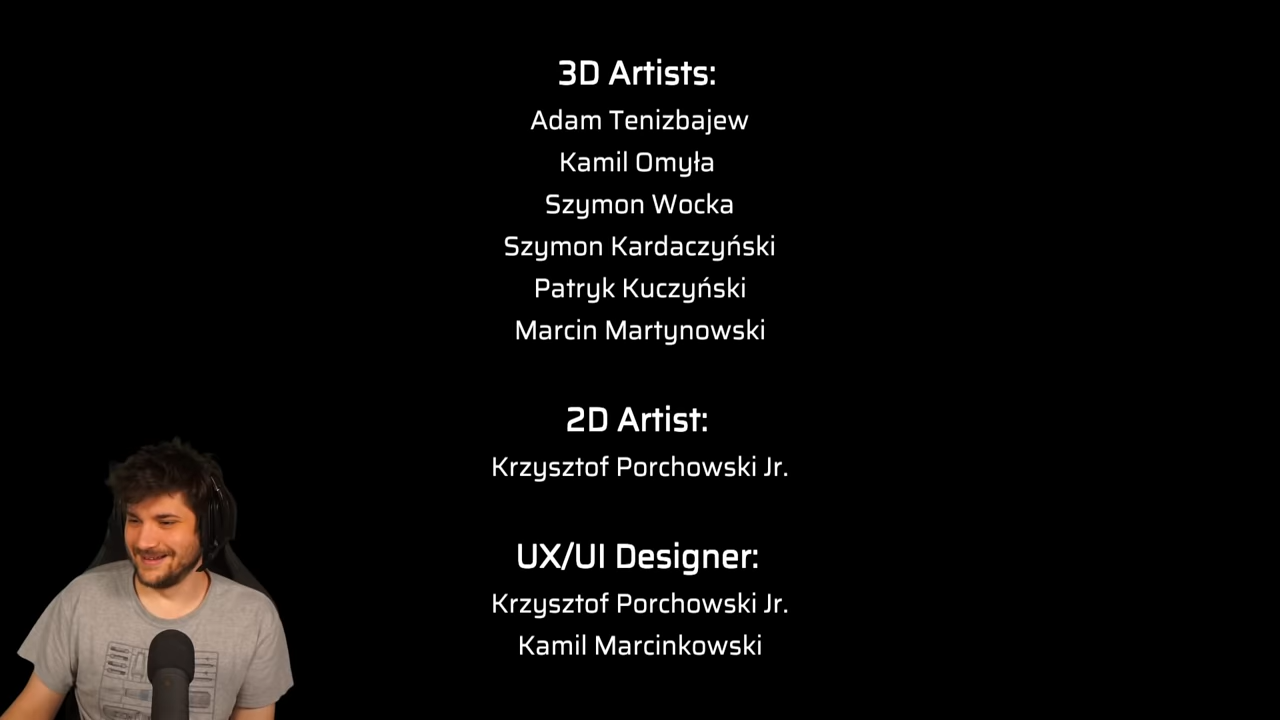 3D Artists:
Adam Tenizbajew
Kamil Omyła
Szymon Wocka
Szymon Kardaczyński
Patryk Kuczyński
Marcin Martynowski
2D Artist:
Krzysztof Porchowski Jr.
UX/UI Designer:
Krzysztof Porchowski Jr.
Kamil Marcinkowski